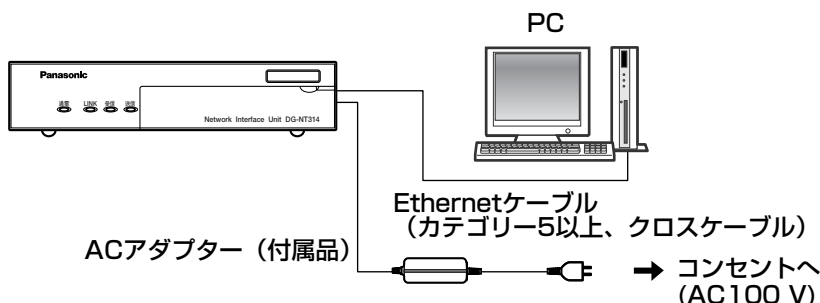 PC
Panasonic
通電 LINK 受信 送信
Network Interface Unit DG-NT314
Ethernetケーブル
（カテゴリー5以上、クロスケーブル）
ACアダプター（付属品）
コンセントへ
(AC100 V)